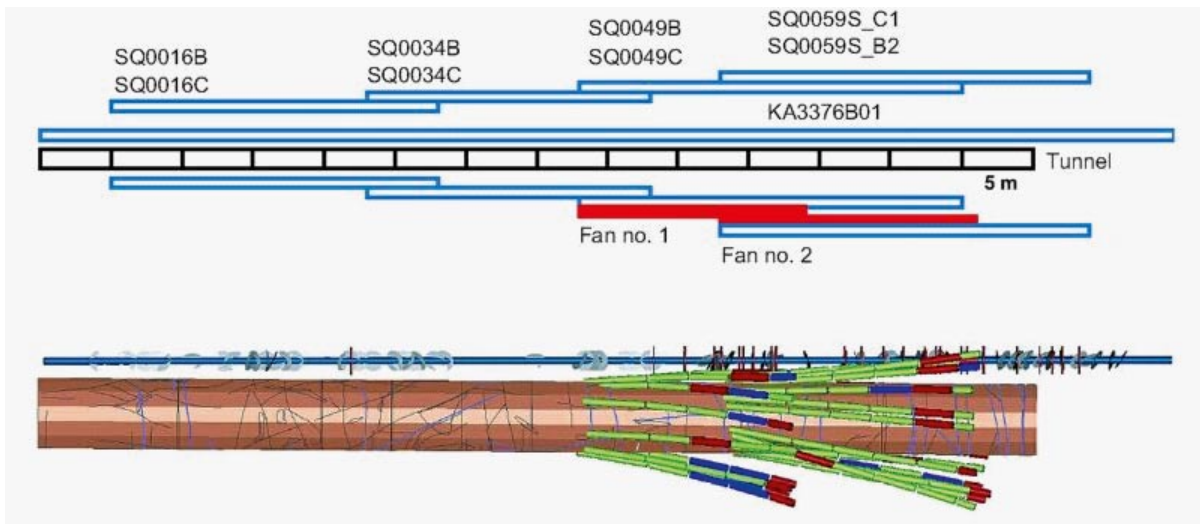 SQ0016B
SQ0016C
SQ0034B
SQ0034C
SQ0049B
SQ0049C
SQ0059S_C1
SQ0059S_B2
KA3376B01
Tunnel
5 m
Fan no. 1
Fan no. 2